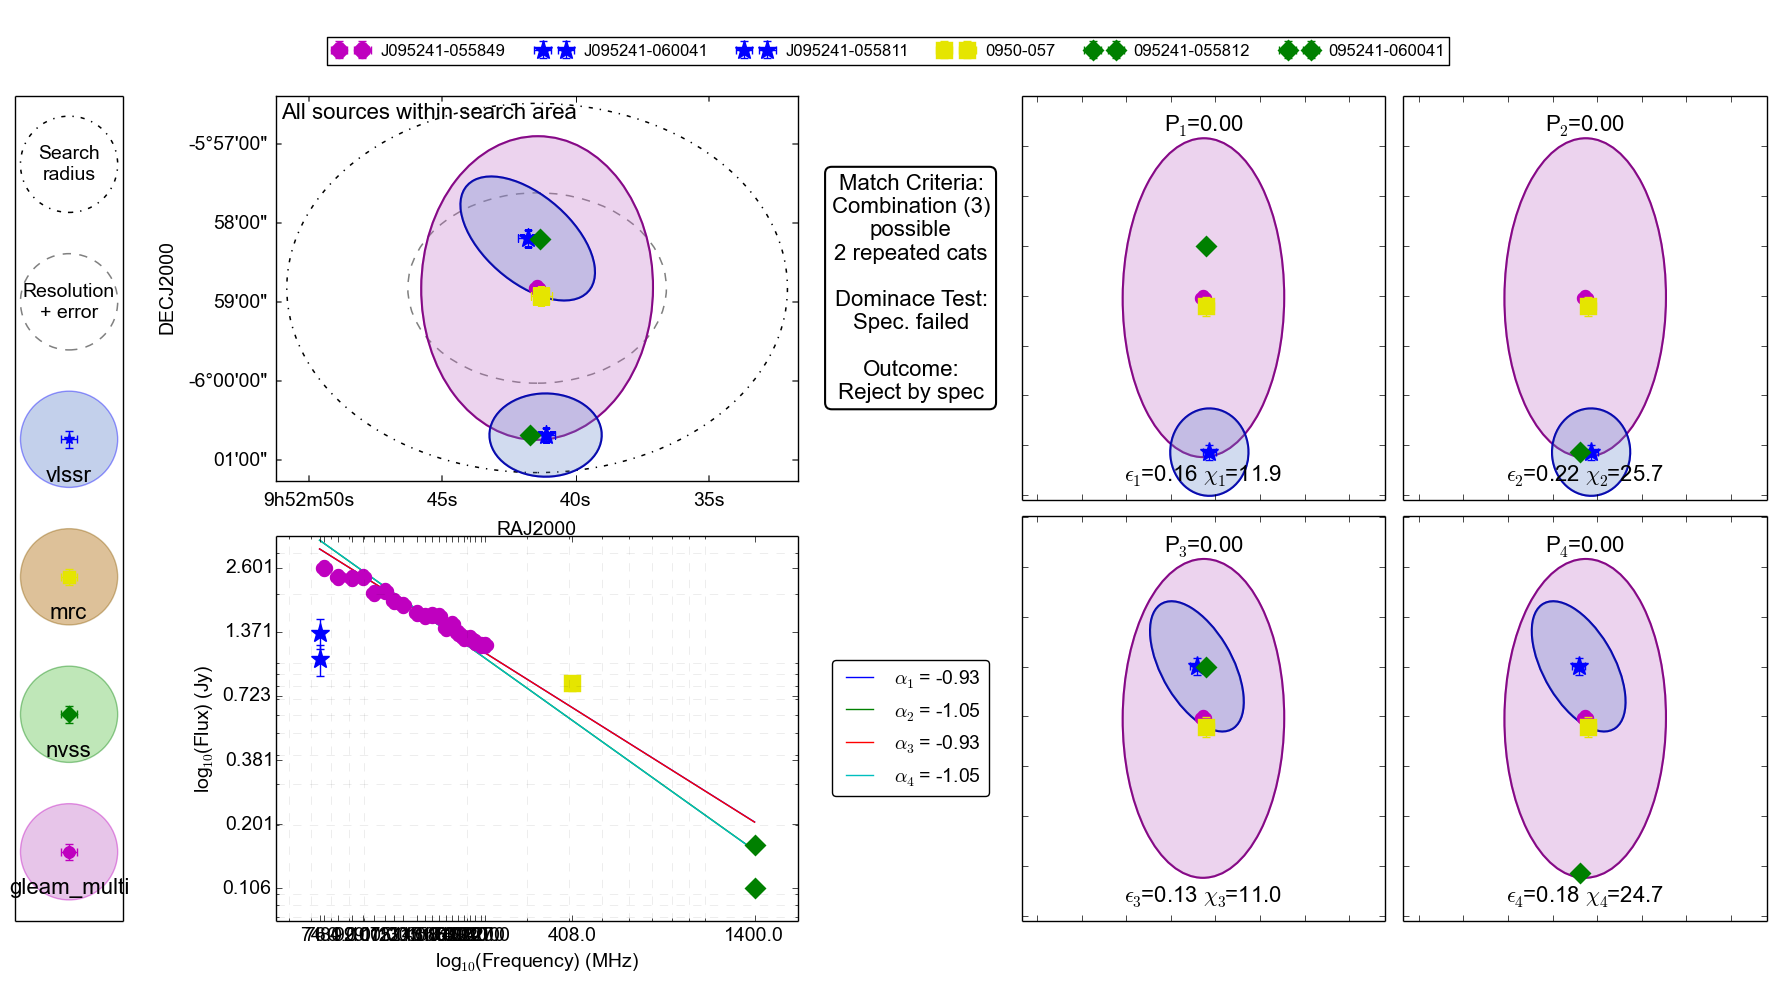 J095241-055849
J095241-060041
J095241-055811
0950-057
095241-055812
095241-060041
Search
radius
Resolution
+ error
vlssr
mrc
nvss
gleam_multi
All sources within search area
DECJ2000
-5°57'00"
58'00"
59'00"
-6°00'00"
01'00"
9h52m50s
45s
40s
35s
RAJ2000
Match Criteria:
Combination (3)
possible
2 repeated cats
Dominace Test:
Spec. failed
Outcome:
Reject by spec
P1=0.00
ϵ1=0.16 χ1=11.9
P2=0.00
ϵ2=0.22 χ2=25.7
P3=0.00
ϵ3=0.13 χ3=11.0
P4=0.00
ϵ4=0.18 χ4=24.7
log10(Flux) (Jy)
2.601
1.371
0.723
0.381
0.201
0.106
408.0
1400.0
log10(Frequency) (MHz)
α1 = -0.93
α2 = -1.05
α3 = -0.93
α4 = -1.05